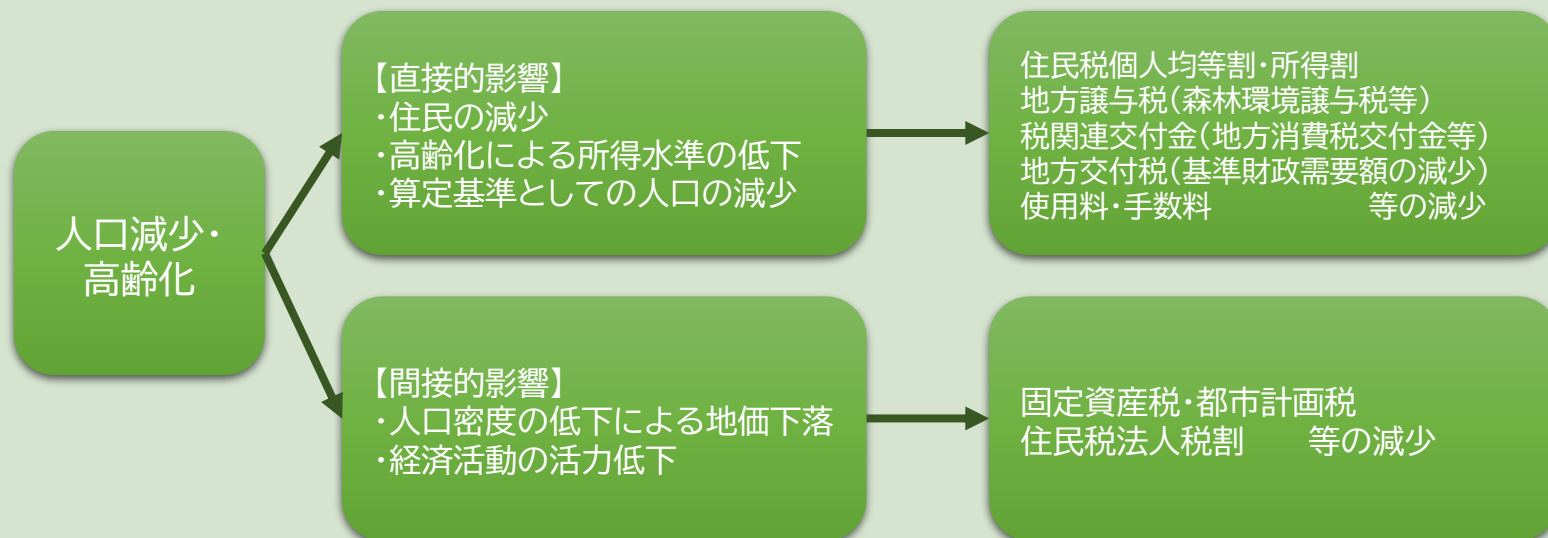 人口減少・
高齢化
【直接的影響】
・住民の減少
・高齢化による所得水準の低下
・算定基準としての人口の減少
住民税個人均等割・所得割
地方譲与税（森林環境譲与税等）
税関連交付金（地方消費税交付金等）
地方交付税（基準財政需要額の減少）
使用料・手数料　　　　等の減少
【間接的影響】
・人口密度の低下による地価下落
・経済活動の活力低下
固定資産税・都市計画税
住民税法人税割　　等の減少